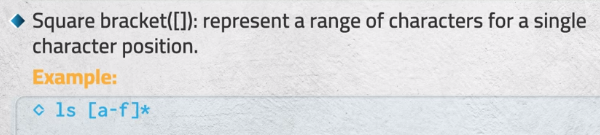 Square bracket([]): represent a range of characters for a single
character position.
Example:
ls [a-f]*